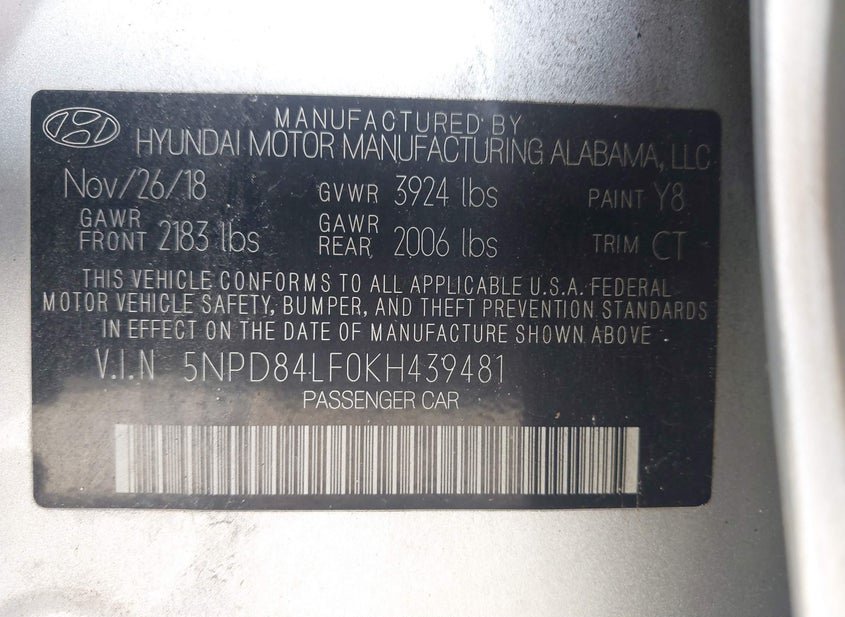 MANUFACTURED BY
HYUNDAI MOTOR MANUFACTURING ALABAMA, LLC
Nov/26/18 GVWR 3924 lbs PAINT Y8
GAWR FRONT 2183 lbs GAWR REAR 2006 lbs TRIM CT
THIS VEHICLE CONFORMS TO ALL APPLICABLE U.S.A. FEDERAL
MOTOR VEHICLE SAFETY, BUMPER, AND THEFT PREVENTION STANDARDS
IN EFFECT ON THE DATE OF MANUFACTURE SHOWN ABOVE
V.I.N 5NPD84LF0KH439481
PASSENGER CAR